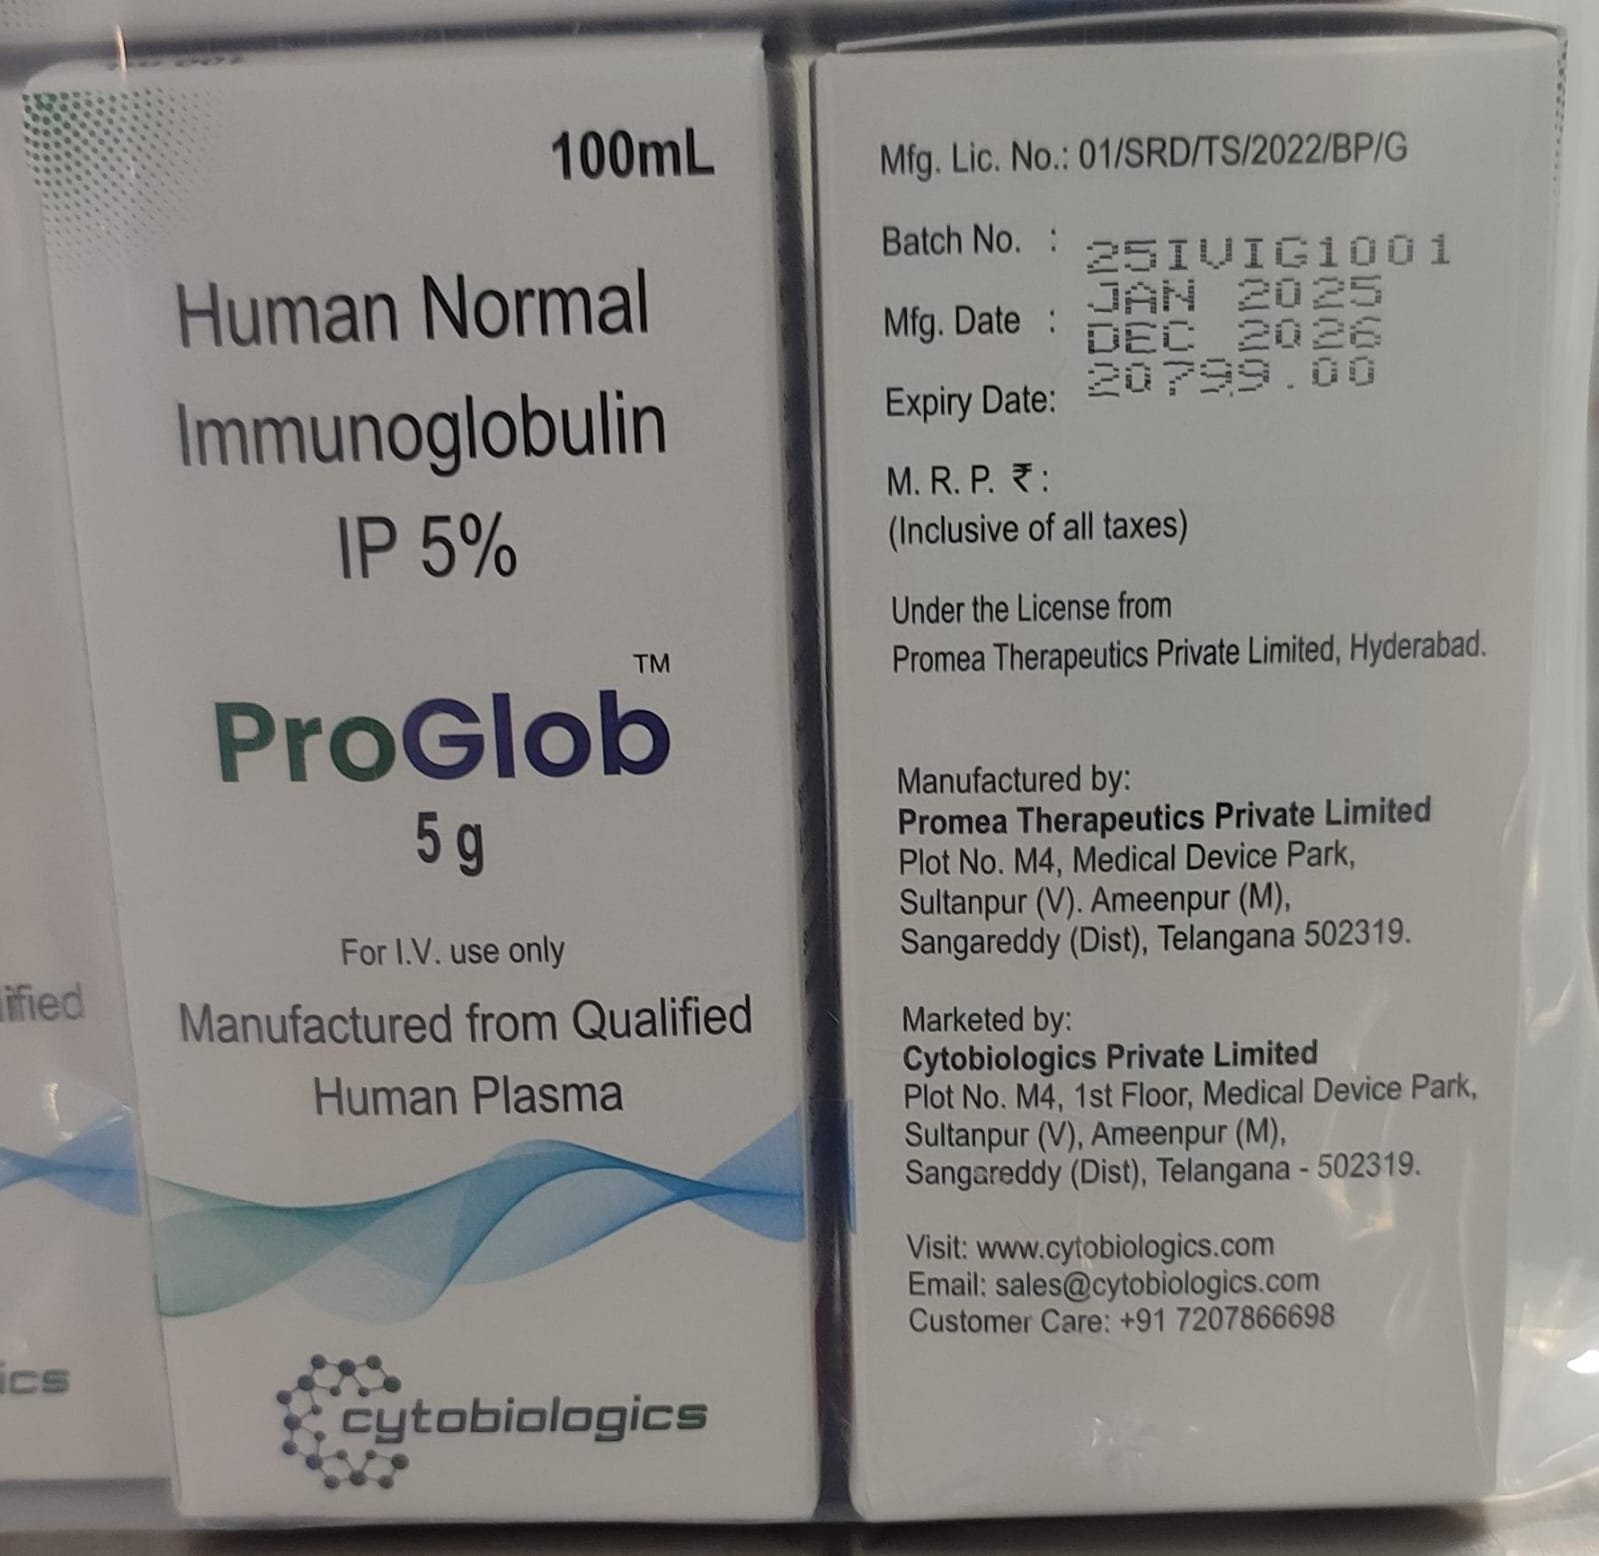 100mL
Human Normal
Immunoglobulin
IP 5%
ProGlob™
5 g
For I.V. use only
Manufactured from Qualified
Human Plasma
cytobiologics
ified
ics
Mfg. Lic. No.: 01/SRD/TS/2022/BP/G
Batch No. : 25IVIG1001
Mfg. Date : JAN 2025
Expiry Date: DEC 2026
M. R. P. ₹ : 20799.00
(Inclusive of all taxes)
Under the License from
Promea Therapeutics Private Limited, Hyderabad.
Manufactured by:
Promea Therapeutics Private Limited
Plot No. M4, Medical Device Park,
Sultanpur (V). Ameenpur (M),
Sangareddy (Dist), Telangana 502319.
Marketed by:
Cytobiologics Private Limited
Plot No. M4, 1st Floor, Medical Device Park,
Sultanpur (V), Ameenpur (M),
Sangareddy (Dist), Telangana - 502319.
Visit: www.cytobiologics.com
Email: sales@cytobiologics.com
Customer Care: +91 7207866698